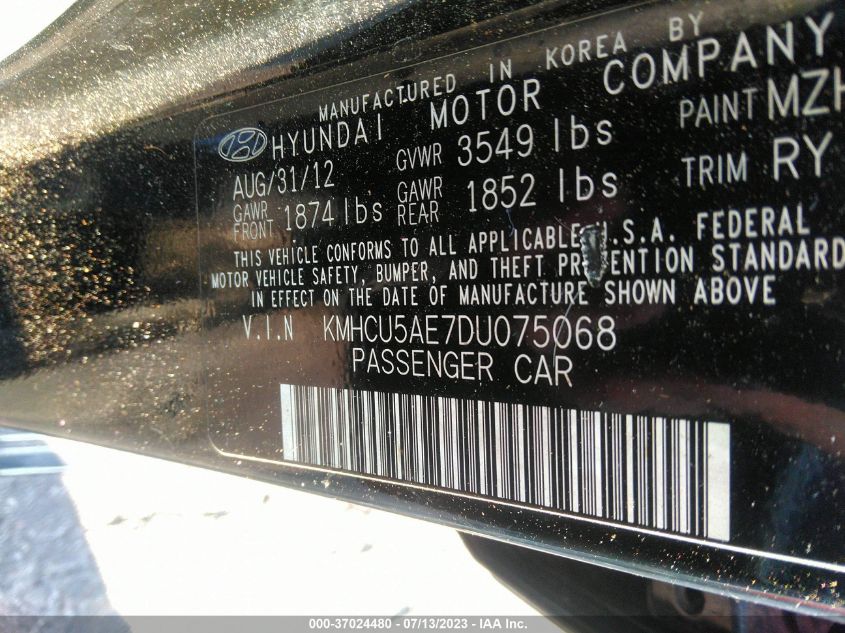 MANUFACTURED IN KOREA BY
HYUNDAI MOTOR COMPANY
AUG/31/12 GVWR 3549 lbs PAINT MZH
GAWR FRONT 1874 lbs GAWR REAR 1852 lbs TRIM RY
THIS VEHICLE CONFORMS TO ALL APPLICABLE U.S.A. FEDERAL
MOTOR VEHICLE SAFETY, BUMPER, AND THEFT PREVENTION STANDARD
IN EFFECT ON THE DATE OF MANUFACTURE SHOWN ABOVE
V.I.N KMHCU5AE7DU075068
PASSENGER CAR
000-37024480 - 07/13/2023 - IAA Inc.